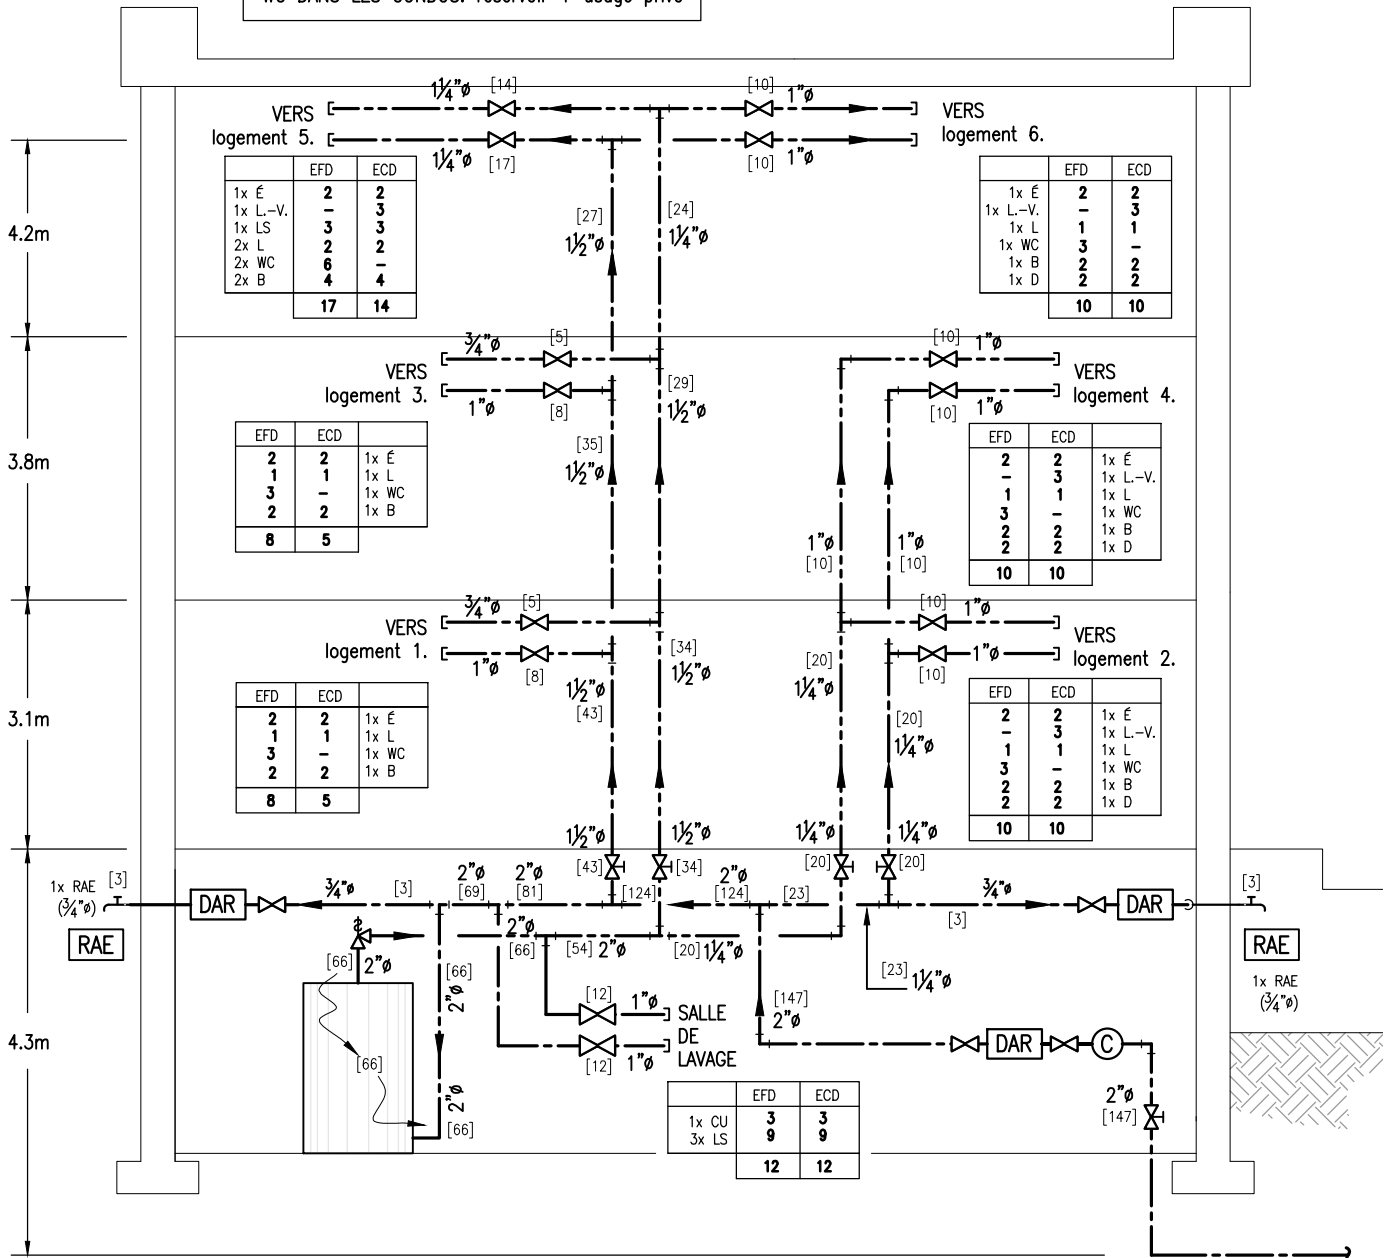 WC DANS LES CONDOS: réservoir + usage privé
1¼"ø
[14]
[10]
1"ø
VERS
logement 5.
VERS
logement 6.
1¼"ø
[17]
[10]
1"ø
EFD ECD
1x É 2 2
1x L.-V. – 3
1x LS 3 3
2x L 2 2
2x WC 6 –
2x B 4 4
17 14
[27]
1½"ø
[24]
1¼"ø
EFD ECD
1x É 2 2
1x L.-V. – 3
1x L 1 1
1x WC 3 –
1x B 2 2
1x D 2 2
10 10
4.2m
¾"ø
[5]
[10]
1"ø
VERS
logement 3.
VERS
logement 4.
1"ø
[8]
[29]
1½"ø
[10]
1"ø
EFD ECD
2 2 1x É
1 1 1x L
3 – 1x WC
2 2 1x B
8 5
[35]
1½"ø
EFD ECD
2 2 1x É
– 3 1x L.-V.
1 1 1x L
3 – 1x WC
2 2 1x B
2 2 1x D
10 10
3.8m
1"ø
[10]
1"ø
[10]
¾"ø
[5]
[10]
1"ø
VERS
logement 1.
VERS
logement 2.
1"ø
[8]
1½"ø
[43]
[34]
1½"ø
[20]
1¼"ø
[10]
1"ø
EFD ECD
2 2 1x É
1 1 1x L
3 – 1x WC
2 2 1x B
8 5
[20]
1¼"ø
EFD ECD
2 2 1x É
– 3 1x L.-V.
1 1 1x L
3 – 1x WC
2 2 1x B
2 2 1x D
10 10
3.1m
1½"ø
1½"ø
1¼"ø
1¼"ø
[43]
[34]
[20]
[20]
1x RAE
(¾"ø)
[3]
DAR
¾"ø
[3]
2"ø
[69]
2"ø
[81]
[124]
2"ø
[124]
[23]
¾"ø
[3]
DAR
[3]
RAE
RAE
1x RAE
(¾"ø)
2"ø
[66]
[54] 2"ø
[20] 1¼"ø
[23] 1¼"ø
[66]
2"ø
[66]
2"ø
[12]
1"ø
[12]
1"ø
SALLE
DE
LAVAGE
[147]
2"ø
DAR
C
4.3m
[66]
2"ø
[66]
2"ø
[147]
EFD ECD
1x CU 3 3
3x LS 9 9
12 12